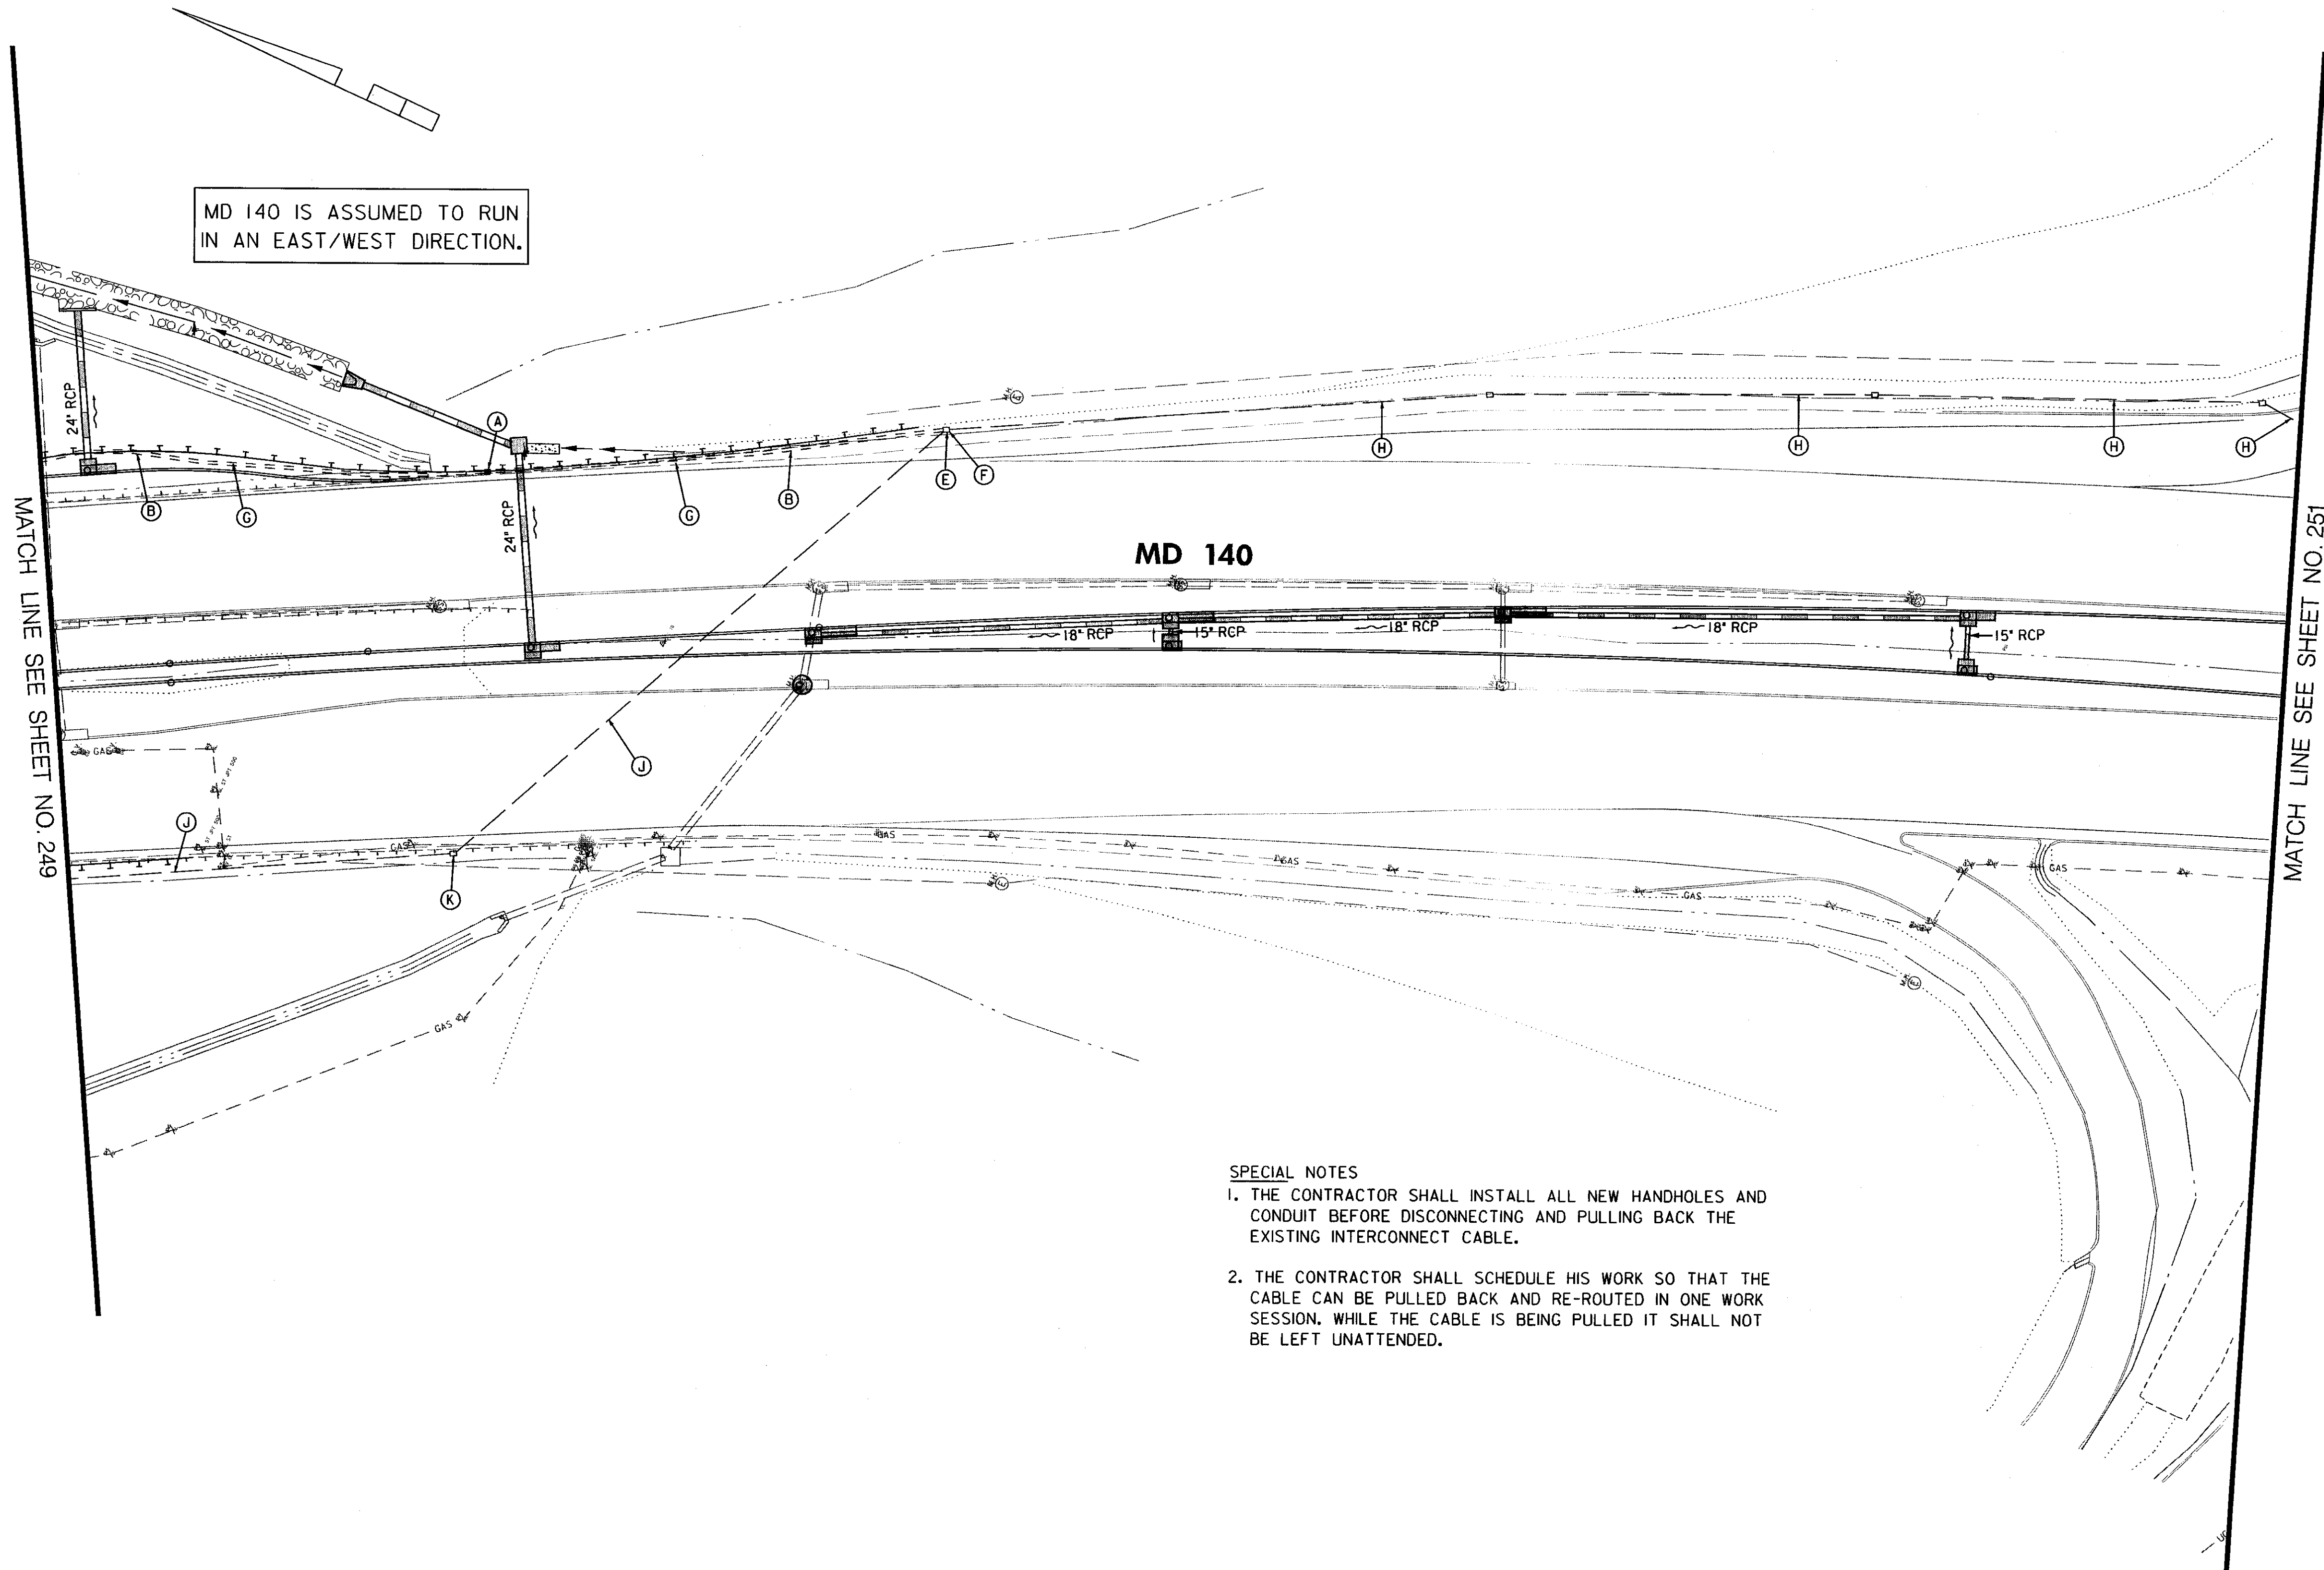 MD 140 IS ASSUMED TO RUN
IN AN EAST/WEST DIRECTION.
24" RCP
A
B
G
24" RCP
G
B
E
F
H
H
H
H
MD 140
18" RCP
15" RCP
18" RCP
18" RCP
15" RCP
MATCH LINE SEE SHEET NO. 249
MATCH LINE SEE SHEET NO. 251
GAS
J
J
GAS
GAS
GAS
GAS
GAS
K
GAS
SPECIAL NOTES
1. THE CONTRACTOR SHALL INSTALL ALL NEW HANDHOLES AND
CONDUIT BEFORE DISCONNECTING AND PULLING BACK THE
EXISTING INTERCONNECT CABLE.
2. THE CONTRACTOR SHALL SCHEDULE HIS WORK SO THAT THE
CABLE CAN BE PULLED BACK AND RE-ROUTED IN ONE WORK
SESSION. WHILE THE CABLE IS BEING PULLED IT SHALL NOT
BE LEFT UNATTENDED.